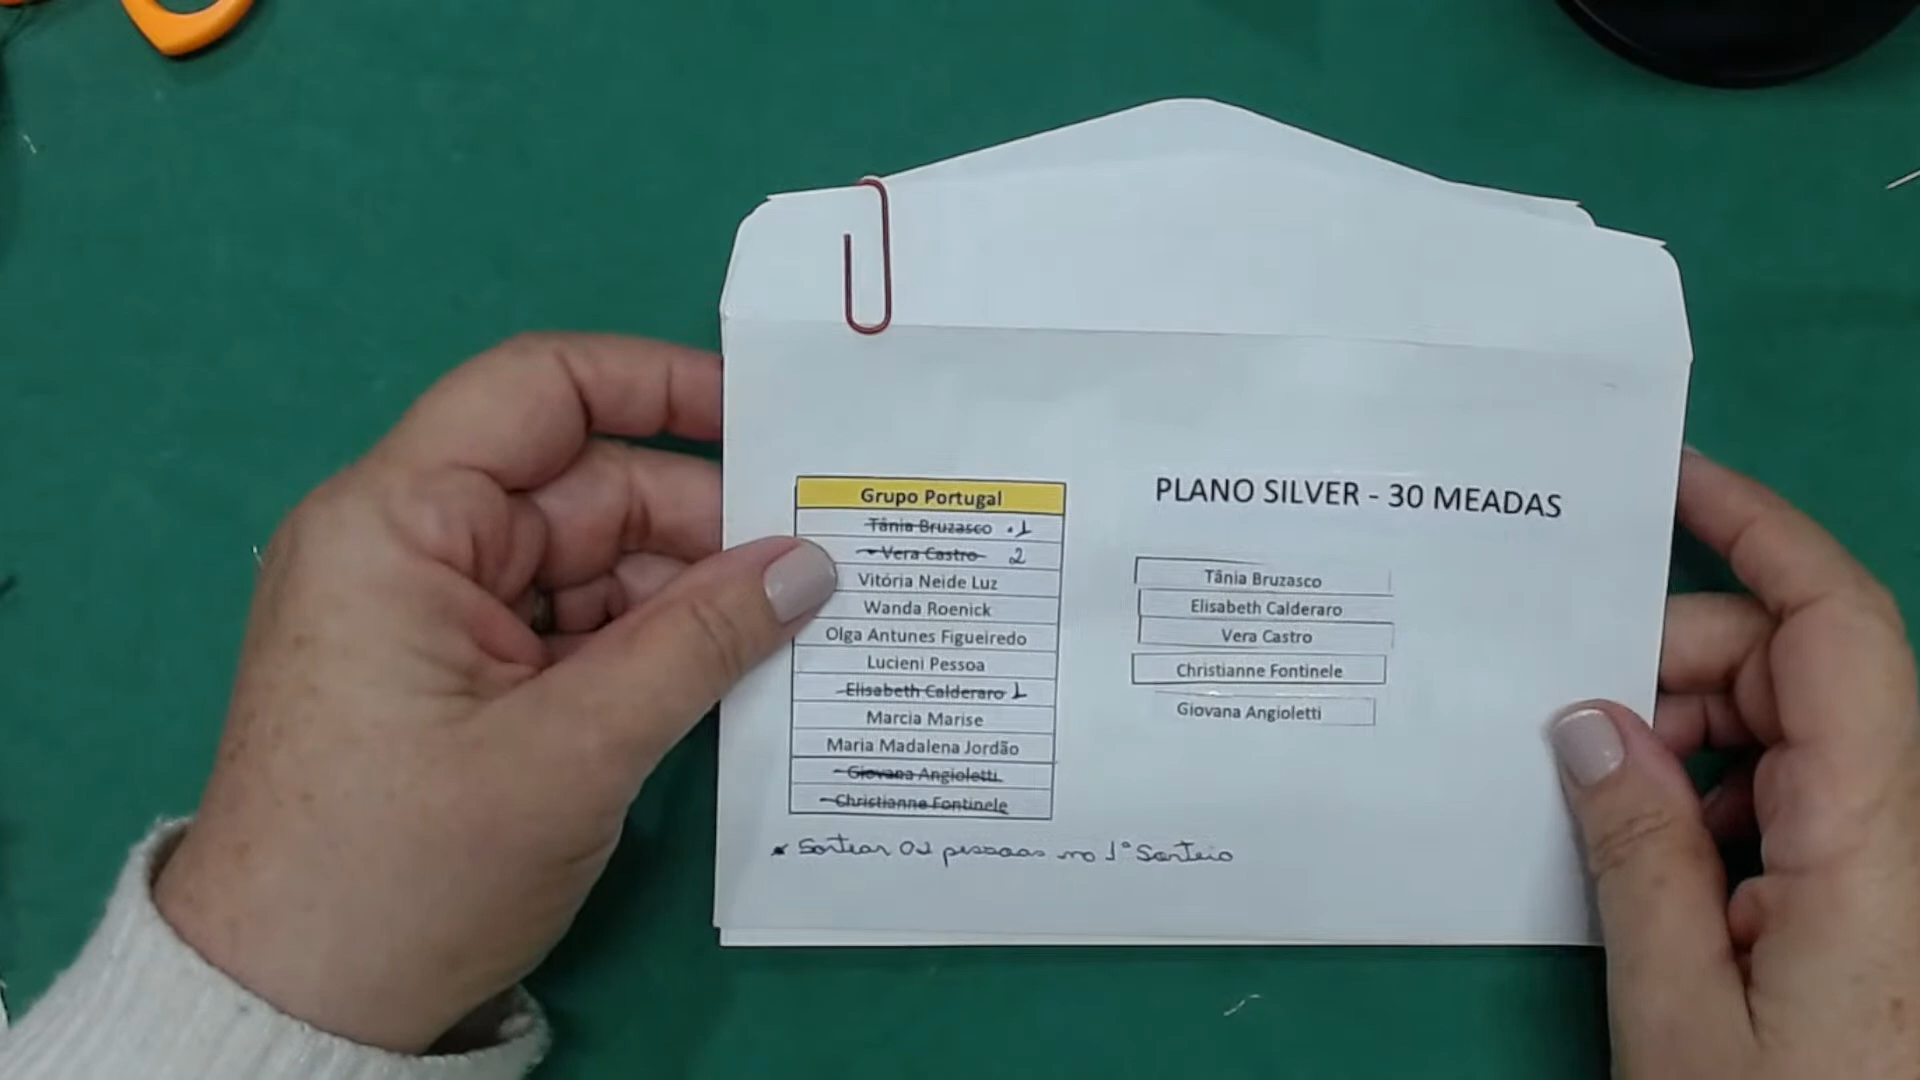 Grupo Portugal
Tânia Bruzasco .1
Vera Castro 2
Vitória Neide Luz
Wanda Roenick
Olga Antunes Figueiredo
Lucieni Pessoa
Elisabeth Calderaro 1
Marcia Marise
Maria Madalena Jordão
Giovana Angioletti
Christianne Fontinele
* Sortear 02 pessoas no 1° Sorteio
PLANO SILVER - 30 MEADAS
Tânia Bruzasco
Elisabeth Calderaro
Vera Castro
Christianne Fontinele
Giovana Angioletti